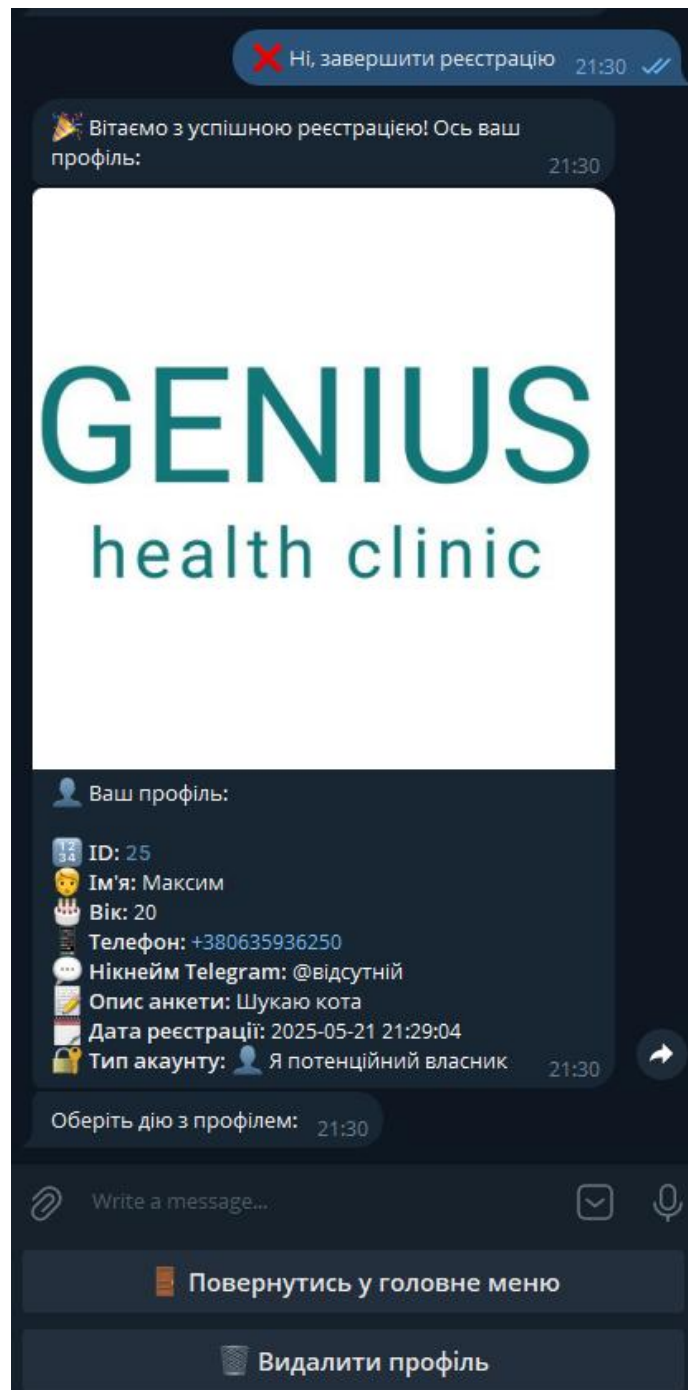 ❌ Ні, завершити реєстрацію 21:30
🎉 Вітаємо з успішною реєстрацією! Ось ваш
профіль: 21:30
GENIUS
health clinic
👤 Ваш профіль:
🔢 ID: 25
🧑 Ім'я: Максим
🎂 Вік: 20
📱 Телефон: +380635936250
💬 Нікнейм Telegram: @відсутній
📝 Опис анкети: Шукаю кота
🗓 Дата реєстрації: 2025-05-21 21:29:04
🔐 Тип акаунту: 👤 Я потенційний власник 21:30
Оберіть дію з профілем: 21:30
Write a message...
🚪 Повернутись у головне меню
🗑 Видалити профіль